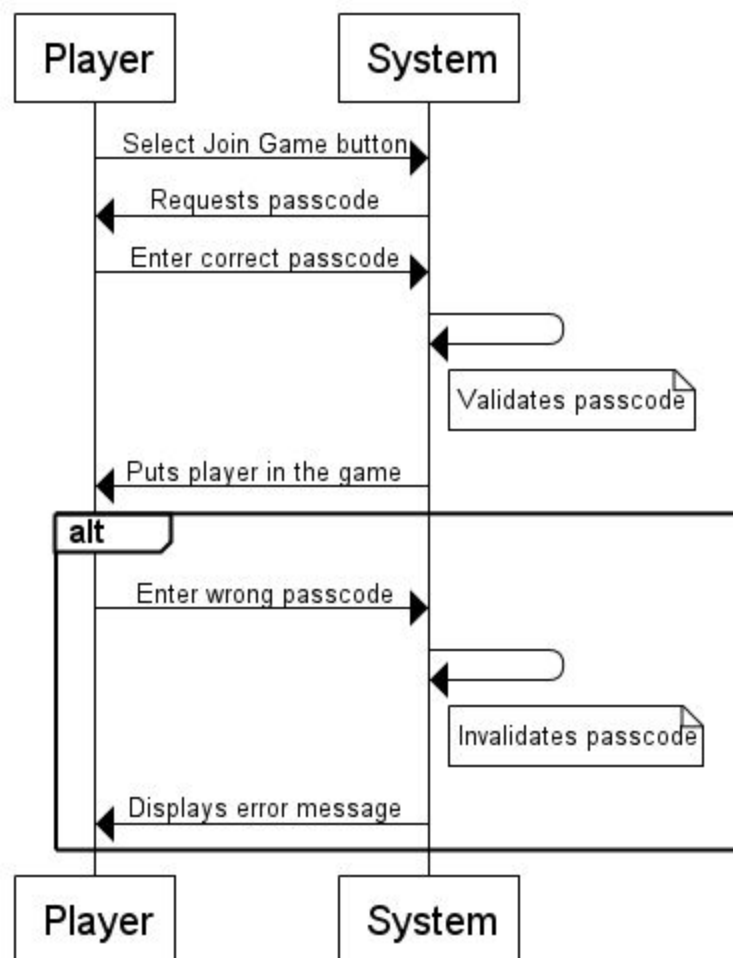 Player System
Select Join Game button
Requests passcode
Enter correct passcode
Validates passcode
Puts player in the game
alt
Enter wrong passcode
Invalidates passcode
Displays error message
Player System